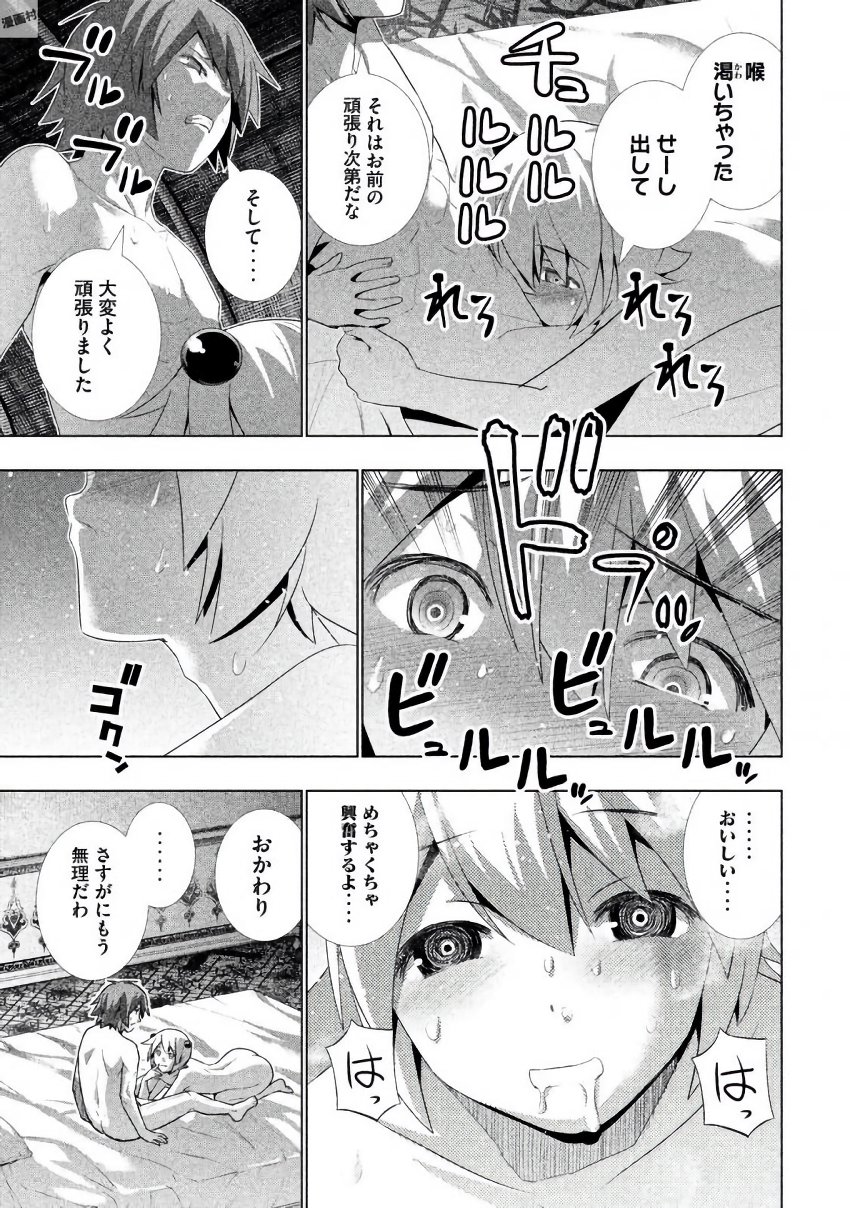 喉
渇いちゃった
かわ
せーし
出して
それはお前の
頑張り次第だな
チュルルル
ルルル
れろ
れろ
れろ
ブルッ
ブルッ
そして‥‥
大変よく
頑張りました
ドプッ
ビュルルッ
ビュルルッ
ゴクン
‥‥‥
おいしい‥‥
めちゃくちゃ
興奮するよ‥‥
はっ
はっ
おかわり
‥‥‥
さすがにもう
無理だわ
漫画村